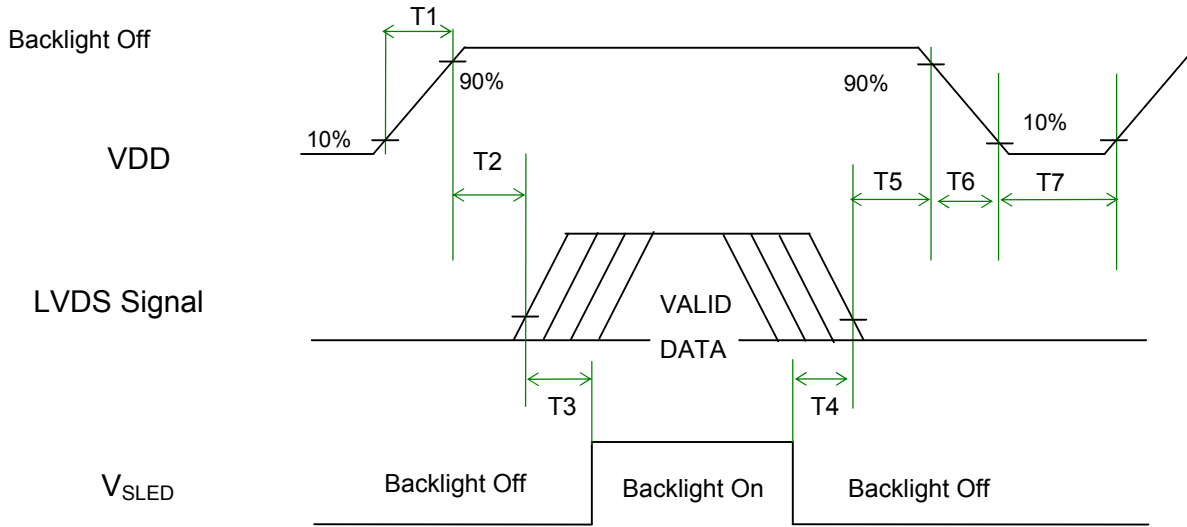 T1
Backlight Off
90%
90%
10%
10%
VDD
T2
T5
T6
T7
LVDS Signal
VALID
DATA
T3
T4
VSLED
Backlight Off
Backlight On
Backlight Off